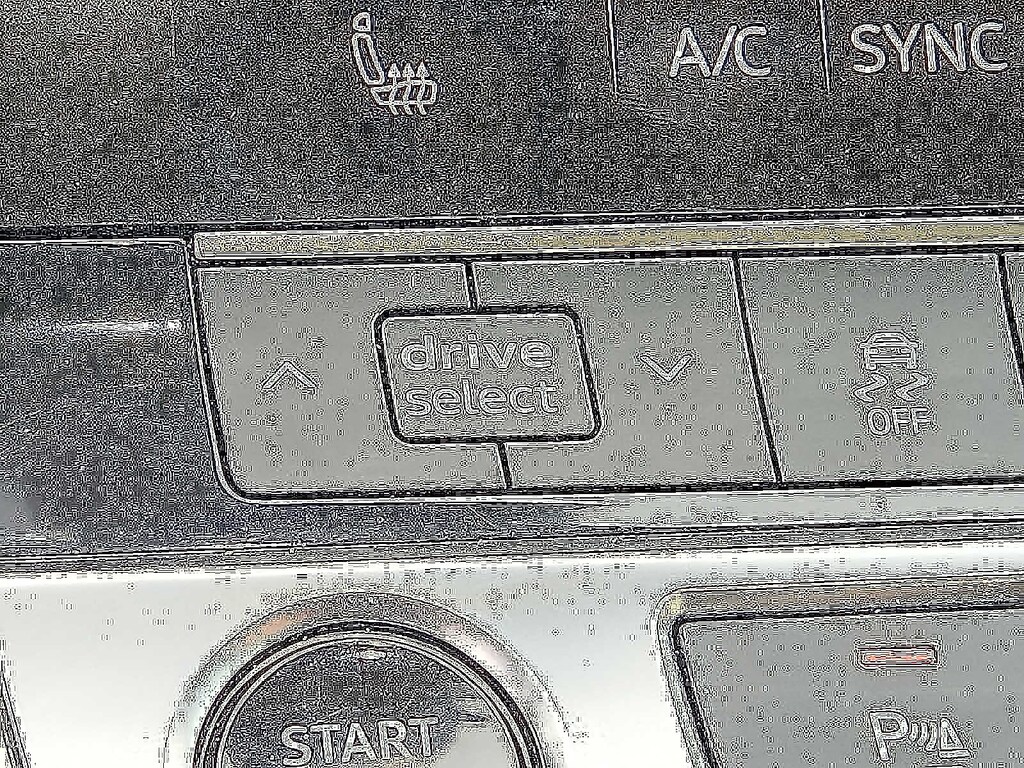 A/C
SYNC
drive
select
OFF
START
P